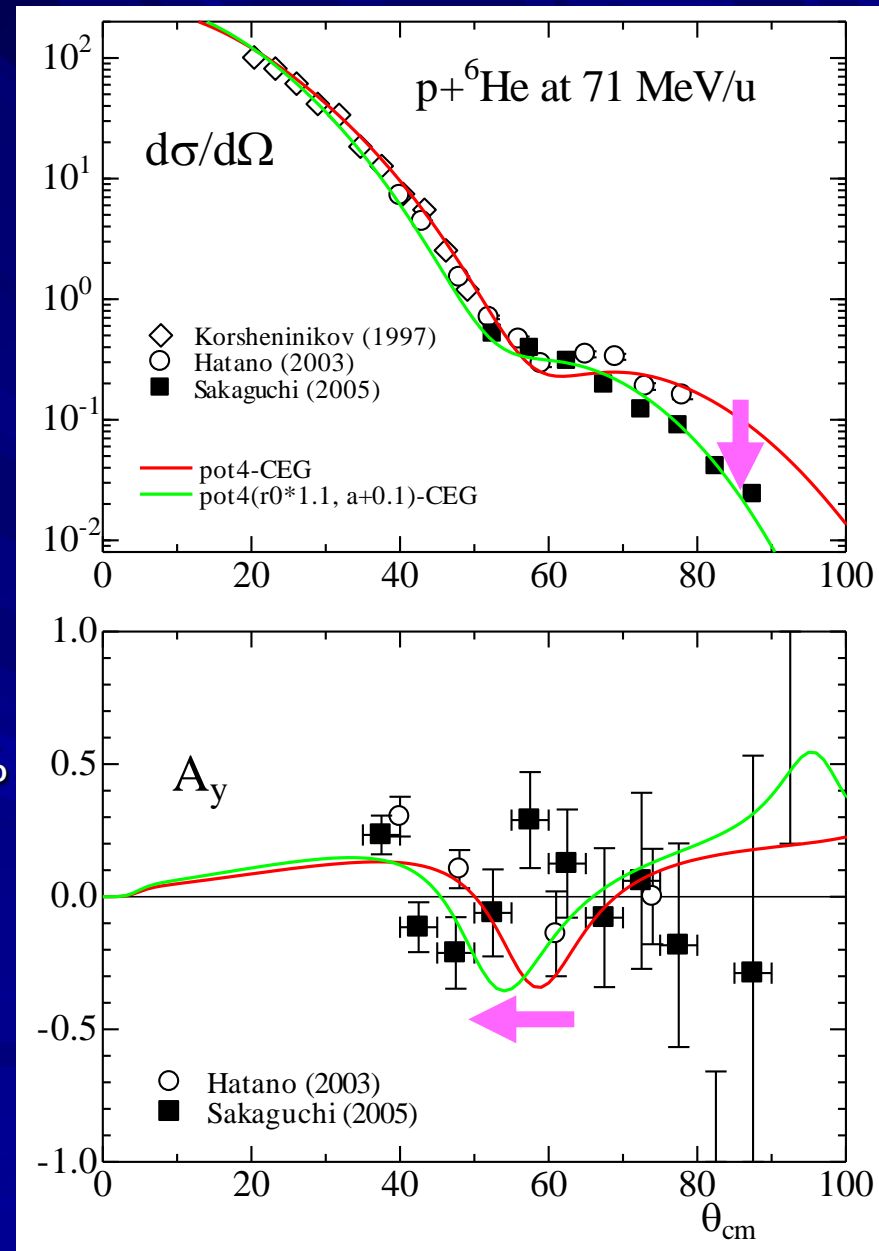 10²
p+⁶He at 71 MeV/u
dσ/dΩ
10¹
10⁰
Korsheninikov (1997)
Hatano (2003)
Sakaguchi (2005)
10⁻¹
pot4-CEG
pot4(r0*1.1, a+0.1)-CEG
10⁻²
0 20 40 60 80 100
1.0
0.5
A_y
0.0
-0.5
Hatano (2003)
Sakaguchi (2005)
-1.0
0 20 40 60 80 100
θ_cm